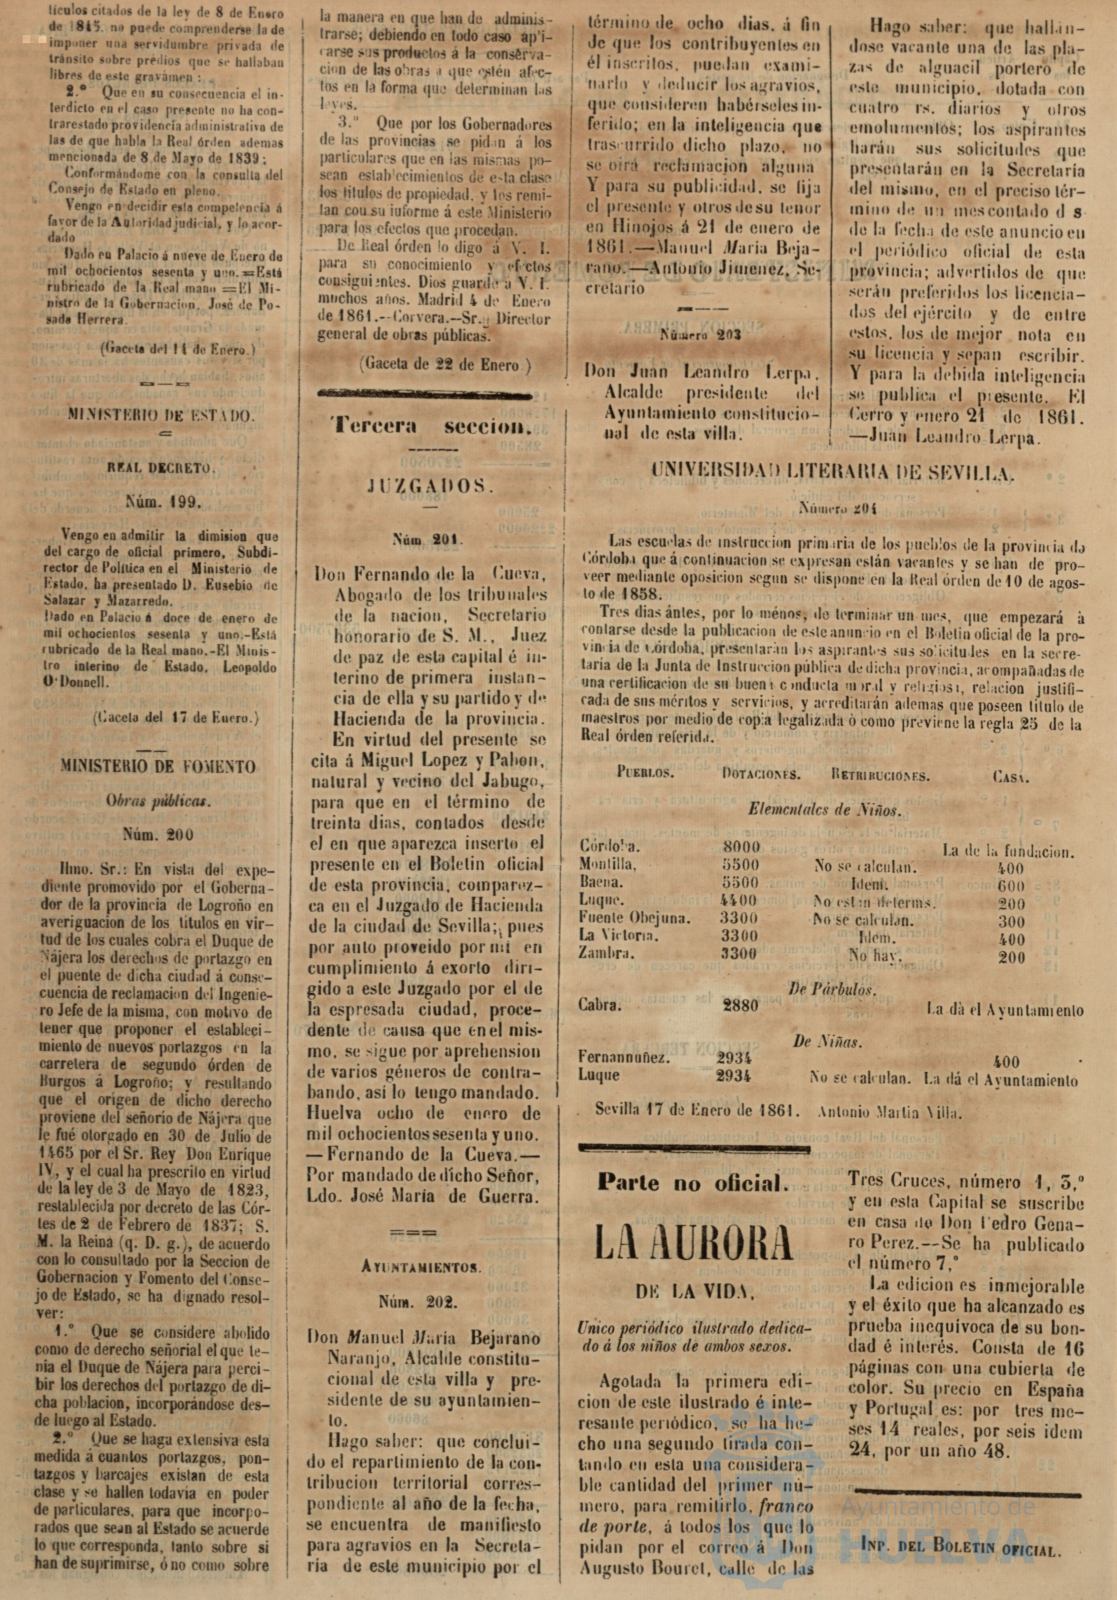 tículos citados de la ley de 8 de Enero
de 1845. no puede comprenderse la de
imponer una servidumbre privada de
tránsito sobre predios que se hallaban
libres de este gravámen :
2.º Que en su consecuencia el in-
terdicto en el caso presente no ha con-
trarestado providencia administrativa de
las de que habla la Real órden ademas
mencionada de 8 de Mayo de 1839;
Conformándome con la consulta del
Consejo de Estado en pleno,
Vengo en decidir esta competencia á
favor de la Autoridad judicial, y lo acor-
dado
Dado en Palacio á nueve de Enero de
mil ochocientos sesenta y uno.=Está
rubricado de la Real mano =El Mi-
nistro de la Gobernacion, José de Po-
sada Herrera.
(Gaceta del 14 de Enero.)
MINISTERIO DE ESTADO.
REAL DECRETO.
Núm. 199.
Vengo en admitir la dimision que
del cargo de oficial primero, Subdi-
rector de Política en el Ministerio de
Estado, ha presentado D. Eusebio de
Salazar y Mazarredo.
Dado en Palacio á doce de enero de
mil ochocientos sesenta y uno.-Está
rubricado de la Real mano.-El Minis-
tro interino de Estado, Leopoldo
O'Donnell.
(Gaceta del 17 de Enero.)
MINISTERIO DE FOMENTO
Obras públicas.
Núm. 200
Ilmo. Sr.: En vista del expe-
diente promovido por el Goberna-
dor de la provincia de Logroño en
averiguacion de los títulos en vir-
tud de los cuales cobra el Duque de
Nájera los derechos de portazgo en
el puente de dicha ciudad á conse-
cuencia de reclamacion del Ingenie-
ro Jefe de la misma, con motivo de
tener que proponer el estableci-
miento de nuevos portazgos en la
carretera de segundo órden de
Burgos á Logroño; y resultando
que el origen de dicho derecho
proviene del señorio de Nájera que
le fué otorgado en 30 de Julio de
1465 por el Sr. Rey Don Enrique
IV, y el cual ha prescrito en virtud
de la ley de 3 de Mayo de 1823,
restablecida por decreto de las Cór-
tes de 2 de Febrero de 1837; S.
M. la Reina (q. D. g.), de acuerdo
con lo consultado por la Seccion de
Gobernacion y Fomento del Conse-
jo de Estado, se ha dignado resol-
ver:
1.º Que se considere abolido
como de derecho señorial el que te-
nia el Duque de Nájera para perci-
bir los derechos del portazgo de di-
cha poblacion, incorporándose des-
de luego al Estado.
2.º Que se haga extensiva esta
medida á cuantos portazgos, pon-
tazgos y barcajes existan de esta
clase y se hallen todavia en poder
de particulares, para que incorpo-
rados que sean al Estado se acuerde
lo que corresponda, tanto sobre si
han de suprimirse, ó no como sobre
la manera en que han de adminis-
trarse; debiendo en todo caso apli-
carse sus productos á la conserva-
cion de las obras a que estén afec-
tos en la forma que determinan las
leyes.
3.º Que por los Gobernadores
de las provincias se pidan á los
particulares que en las mismas po-
sean establecimientos de esta clase
los títulos de propiedad, y los remi-
tan cou su iuforme á este Ministerio
para los efectos que procedan.
De Real órden lo digo á V. I.
para su conocimiento y efectos
consiguientes. Dios guarde á V. I.
muchos años. Madrid 4 de Enero
de 1861.--Corvera.--Sr. Director
general de obras públicas.
(Gaceta de 22 de Enero )
Tercera seccion.
JUZGADOS.
Núm 201.
Don Fernando de la Cueva,
Abogado de los tribunales
de la nacion, Secretario
honorario de S. M., Juez
de paz de esta capital é in-
terino de primera instan-
cia de ella y su partido y de
Hacienda de la provincia.
En virtud del presente se
cita á Miguel Lopez y Pabon,
natural y vecino del Jabugo,
para que en el término de
treinta dias, contados desde
el en que aparezca inserto el
presente en el Boletin oficial
de esta provincia, comparez-
ca en el Juzgado de Hacienda
de la ciudad de Sevilla; pues
por auto proveido por mí en
cumplimiento á exorto diri-
gido a este Juzgado por el de
la espresada ciudad, proce-
dente de causa que en el mis-
mo, se sigue por aprehension
de varios géneros de contra-
bando, asi lo tengo mandado.
Huelva ocho de enero de
mil ochocientos sesenta y uno.
—Fernando de la Cueva.—
Por mandado de dicho Señor,
Ldo. José Maria de Guerra.
AYUNTAMIENTOS.
Núm. 202.
Don Manuel Maria Bejarano
Naranjo, Alcalde constitu-
cional de esta villa y pre-
sidente de su ayuntamien-
to.
Hago saber: que conclui-
do el repartimiento de la con-
tribucion territorial corres-
pondiente al año de la fecha,
se encuentra de manifiesto
para agravios en la Secreta-
ría de este municipio por el
término de ocho dias, á fin
de que los contribuyentes en
él inscritos, puedan exami-
narlo y deducir los agravios,
que consideren habérseles in-
ferido; en la inteligencia que
trascurrido dicho plazo, no
se oirá reclamacion alguna
Y para su publicidad, se fija
el presente y otros de su tenor
en Hinojos á 21 de enero de
1861.—Manuel Maria Beja-
rano.—Antonio Jimenez, Se-
cretario
Número 203
Don Juan Leandro Lerpa,
Alcalde presidente del
Ayuntamiento constitucio-
nal de esta villa.
Hago saber: que hallan-
dose vacante una de las pla-
zas de alguacil portero de
este municipio, dotada con
cuatro rs. diarios y otros
emolumentos; los aspirantes
harán sus solicitudes que
presentarán en la Secretaría
del mismo, en el preciso tér-
mino de un mes contado d s
de la fecha de este anuncio en
el periódico oficial de esta
provincia; advertidos de que
serán preferidos los licencia-
dos del ejército y de entre
estos, los de mejor nota en
su licencia y sepan escribir.
Y para la debida inteligencia
se publica el presente. El
Cerro y enero 21 de 1861.
—Juan Leandro Lerpa.
UNIVERSIDAD LITERARIA DE SEVILLA.
Número 204
Las escuelas de instruccion primaria de los pueblos de la provincia de
Córdoba que á continuacion se expresan están vacantes y se han de pro-
veer mediante oposicion segun se dispone en la Real órden de 10 de agos-
to de 1858.
Tres dias ántes, por lo ménos, de terminar un mes, que empezará à
contarse desde la publicacion de este anuncio en el Boletin oficial de la pro-
vincia de Córdoba, presentarán los aspirantes sus solicitudes en la secre-
taría de la Junta de Instruccion pública de dicha provincia, acompañadas de
una certificacion de su buena conducta moral y religiosa, relacion justifi-
cada de sus méritos y servicios, y acreditarán ademas que poseen título de
maestros por medio de copia legalizada ò como previene la regla 25 de la
Real órden referida.
PUEBLOS. DOTACIONES. RETRIBUCIONES. CASA.
Elementales de Niños.
Córdoba. 8000 La de la fundacion.
Montilla, 5500 No se calculan. 400
Baena. 5500 Idem. 600
Luque. 4400 No están determs. 200
Fuente Obejuna. 3300 No se calculan. 300
La Victoria. 3300 Idem. 400
Zambra. 3300 No hay. 200
De Párbulos.
Cabra. 2880 La dà el Ayuntamiento
De Niñas.
Fernannuñez. 2934 400
Luque 2934 No se calculan. La dá el Ayuntamiento
Sevilla 17 de Enero de 1861. Antonio Martin Villa.
Parte no oficial.
LA AURORA
DE LA VIDA,
Unico periódico ilustrado dedica-
do á los niños de ambos sexos.
Agotada la primera edi-
cion de este ilustrado é inte-
resante periódico, se ha he-
cho una segundo tirada con-
tando en esta una considera-
ble cantidad del primer nú-
mero, para remitirlo, franco
de porte, á todos los que lo
pidan por el correo á Don
Augusto Bouret, calle de las
Tres Cruces, número 1, 3,º
y en esta Capital se suscribe
en casa de Don Pedro Gena-
ro Perez.--Se ha publicado
el número 7,º
La edicion es inmejorable
y el éxito que ha alcanzado es
prueba inequivoca de su bon-
dad é interés. Consta de 16
páginas con una cubierta de
color. Su precio en España
y Portugal es: por tres me-
ses 14 reales, por seis idem
24, por un año 48.
Ayuntamiento de
HUELVA
INP. DEL BOLETIN OFICIAL.